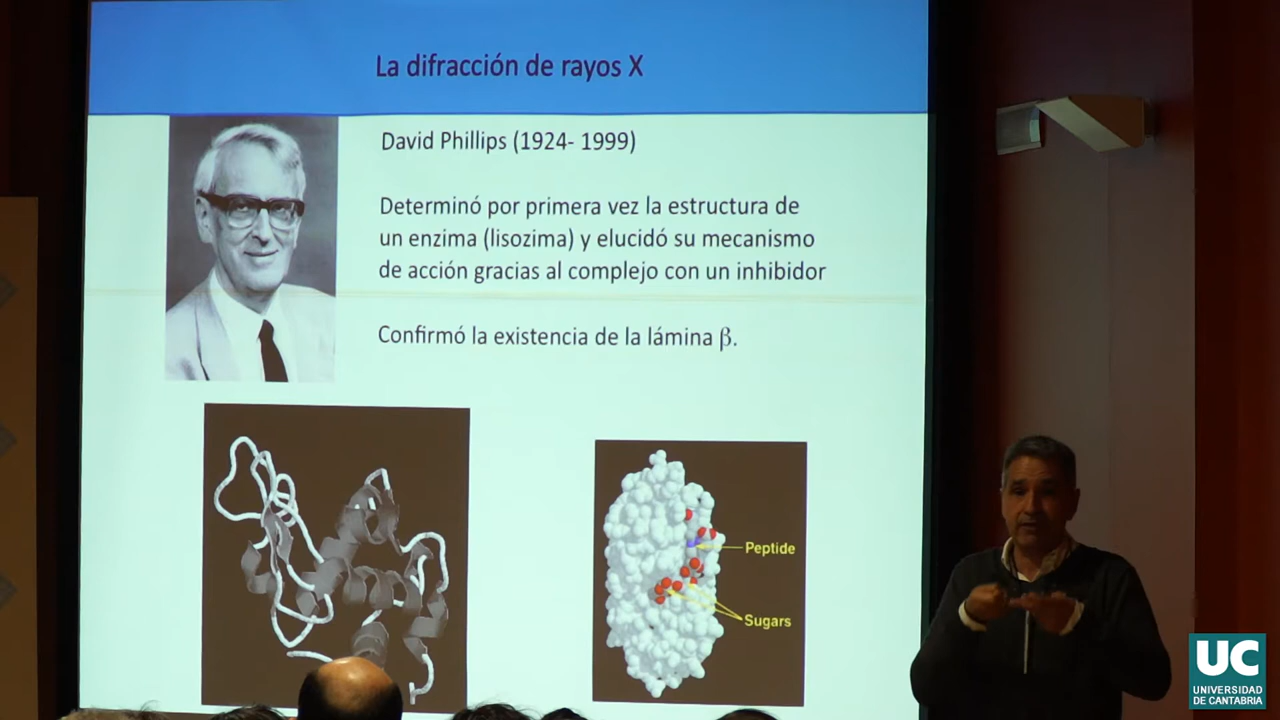 La difracción de rayos X
David Phillips (1924- 1999)
Determinó por primera vez la estructura de
un enzima (lisozima) y elucidó su mecanismo
de acción gracias al complejo con un inhibidor
Confirmó la existencia de la lámina β.
Peptide
Sugars
UC
UNIVERSIDAD
DE CANTABRIA